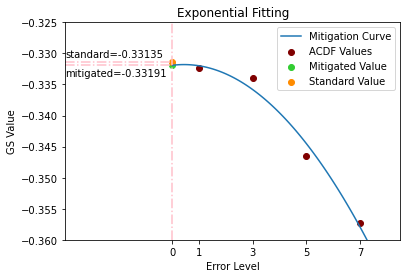 Exponential Fitting
-0.325
-0.330
-0.335
-0.340
-0.345
-0.350
-0.355
-0.360
GS Value
standard=-0.33135
mitigated=-0.33191
Mitigation Curve
ACDF Values
Mitigated Value
Standard Value
0 1 3 5 7
Error Level